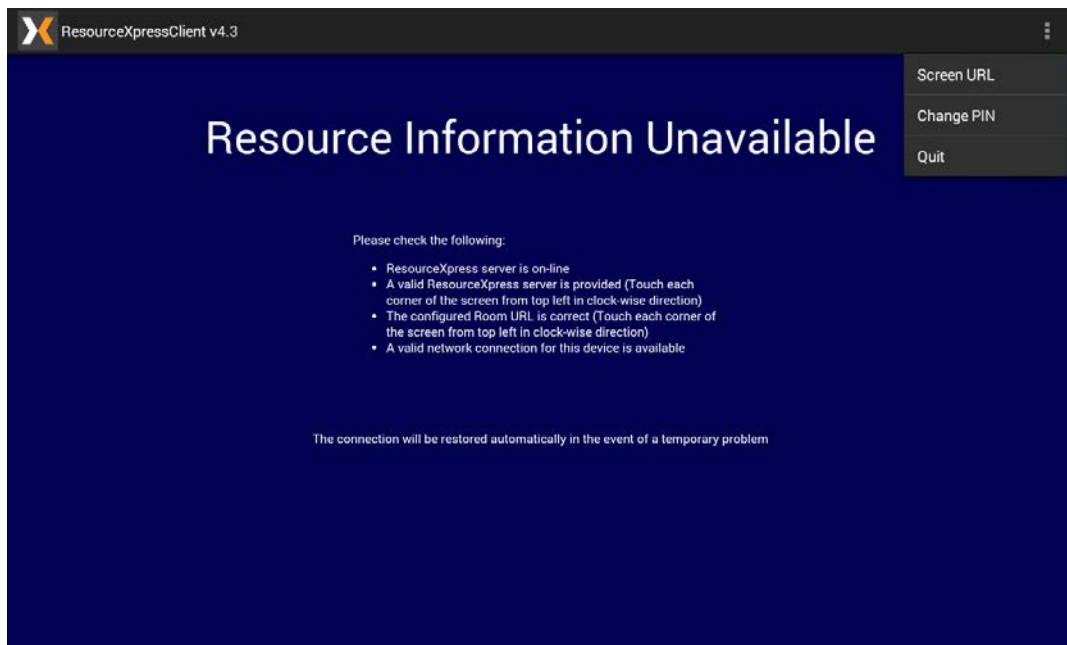 ResourceXpressClient v4.3
Screen URL
Change PIN
Quit
Resource Information Unavailable
Please check the following:
• ResourceXpress server is on-line
• A valid ResourceXpress server is provided (Touch each
corner of the screen from top left in clock-wise direction)
• The configured Room URL is correct (Touch each corner of
the screen from top left in clock-wise direction)
• A valid network connection for this device is available
The connection will be restored automatically in the event of a temporary problem